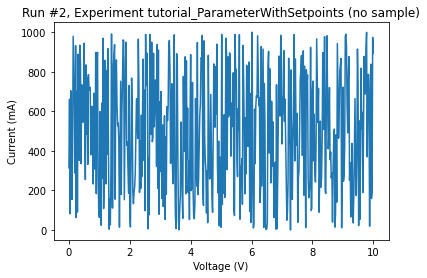 Run #2, Experiment tutorial_ParameterWithSetpoints (no sample)
1000
800
600
400
200
0
Current (mA)
0 2 4 6 8 10
Voltage (V)